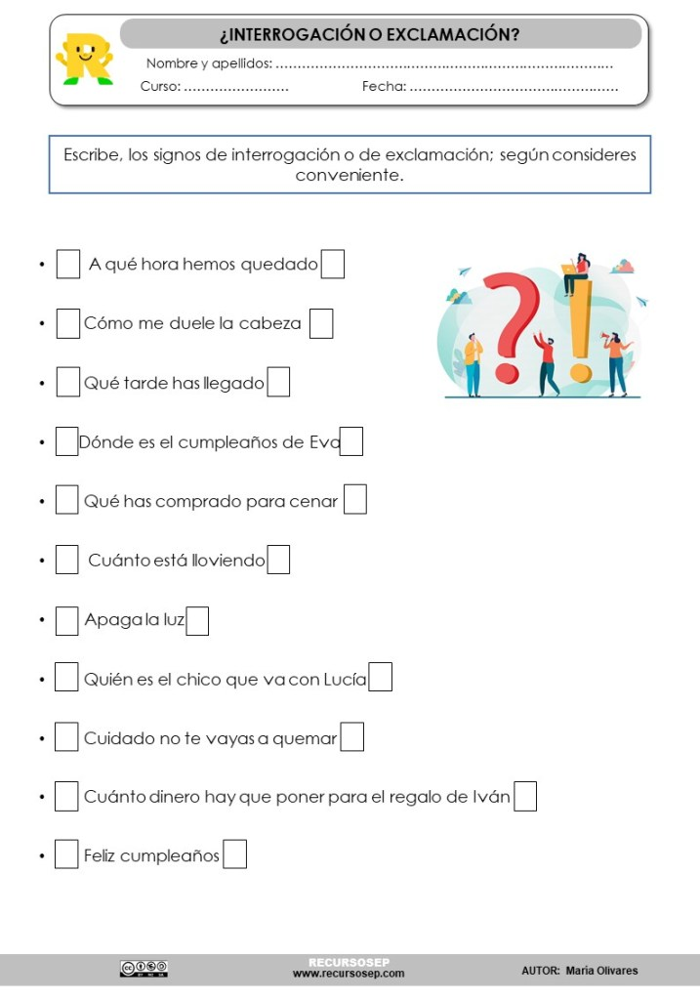 ¿INTERROGACIÓN O EXCLAMACIÓN?
Nombre y apellidos: ............................................................................
Curso: ........................ Fecha: ................................................
Escribe, los signos de interrogación o de exclamación; según consideres
conveniente.
• A qué hora hemos quedado
• Cómo me duele la cabeza
• Qué tarde has llegado
• Dónde es el cumpleaños de Eva
• Qué has comprado para cenar
• Cuánto está lloviendo
• Apaga la luz
• Quién es el chico que va con Lucía
• Cuidado no te vayas a quemar
• Cuánto dinero hay que poner para el regalo de Iván
• Feliz cumpleaños
RECURSOSEP
www.recursosep.com
AUTOR: María Olivares